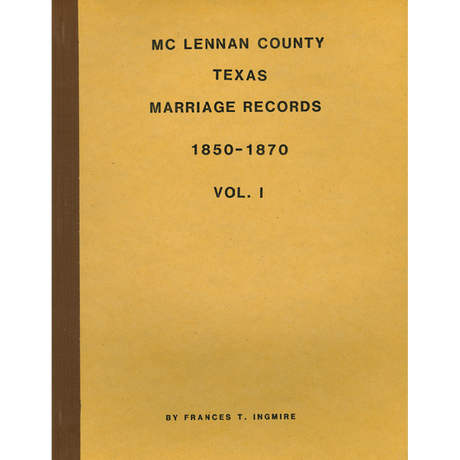 MC LENNAN COUNTY
TEXAS
MARRIAGE RECORDS
1850-1870
VOL. I
BY FRANCES T. INGMIRE